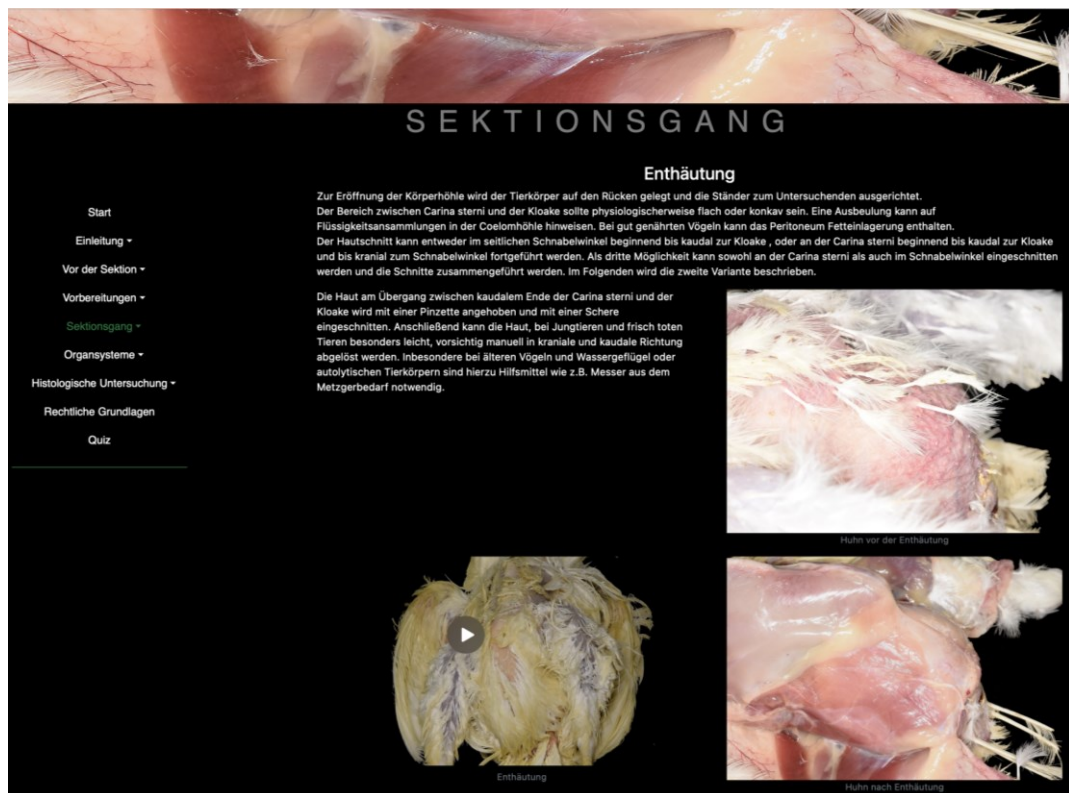 SEKTIONSGANG
Start
Einleitung
Vor der Sektion
Vorbereitungen
Sektionsgang
Organsysteme
Histologische Untersuchung
Rechtliche Grundlagen
Quiz
Enthäutung
Zur Eröffnung der Körperhöhle wird der Tierkörper auf den Rücken gelegt und die Ständer zum Untersuchenden ausgerichtet.
Der Bereich zwischen Carina sterni und der Kloake sollte physiologischerweise flach oder konkav sein. Eine Ausbeulung kann auf
Flüssigkeitsansammlungen in der Coelomhöhle hinweisen. Bei gut genährten Vögeln kann das Peritoneum Fetteinlagerung enthalten.
Der Hautschnitt kann entweder im seitlichen Schnabelwinkel beginnend bis kaudal zur Kloake , oder an der Carina sterni beginnend bis kaudal zur Kloake
und bis kranial zum Schnabelwinkel fortgeführt werden. Als dritte Möglichkeit kann sowohl an der Carina sterni als auch im Schnabelwinkel eingeschnitten
werden und die Schnitte zusammengeführt werden. Im Folgenden wird die zweite Variante beschrieben.
Die Haut am Übergang zwischen kaudalem Ende der Carina sterni und der
Kloake wird mit einer Pinzette angehoben und mit einer Schere
eingeschnitten. Anschließend kann die Haut, bei Jungtieren und frisch toten
Tieren besonders leicht, vorsichtig manuell in kraniale und kaudale Richtung
abgelöst werden. Inbesondere bei älteren Vögeln und Wassergeflügel oder
autolytischen Tierkörpern sind hierzu Hilfsmittel wie z.B. Messer aus dem
Metzgerbedarf notwendig.
Huhn vor der Enthäutung
Enthäutung
Huhn nach Enthäutung